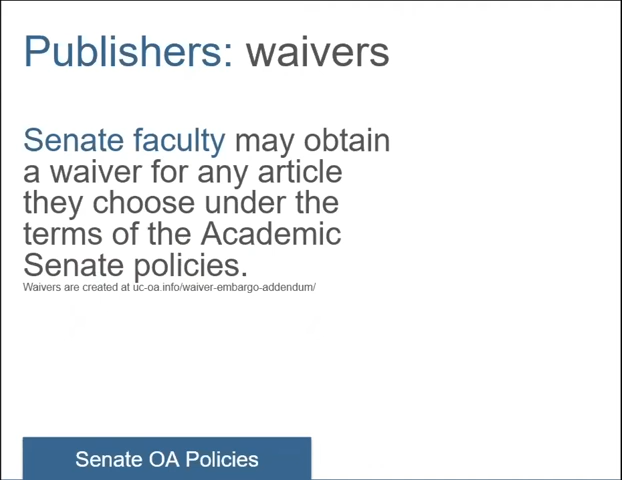 Publishers: waivers
Senate faculty may obtain
a waiver for any article
they choose under the
terms of the Academic
Senate policies.
Waivers are created at uc-oa.info/waiver-embargo-addendum/
Senate OA Policies